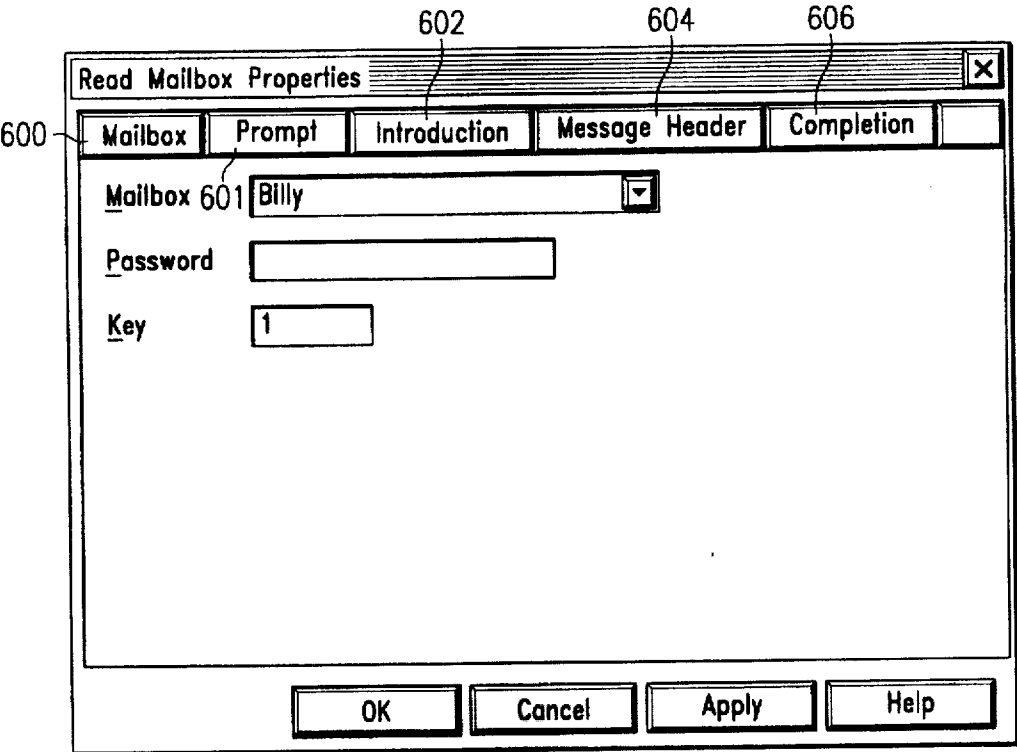 602 604 606
Read Mailbox Properties
600 Mailbox Prompt Introduction Message Header Completion
Mailbox 601 Billy
Password
Key 1
OK Cancel Apply Help